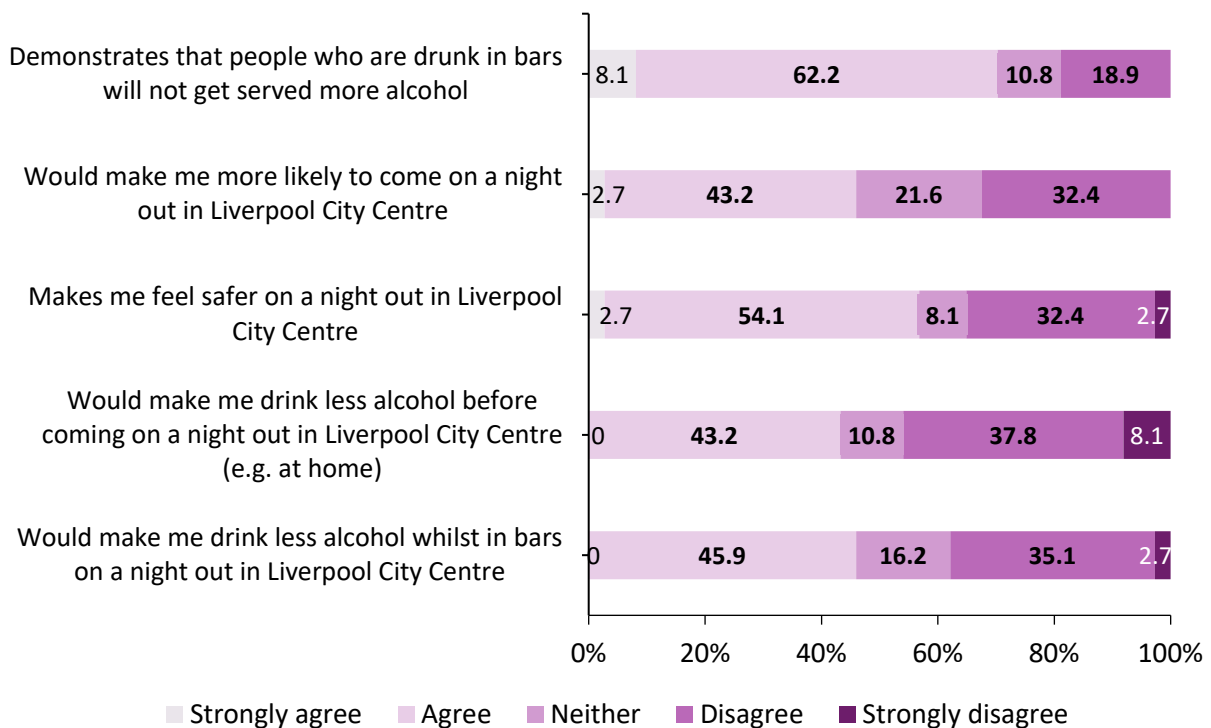 Demonstrates that people who are drunk in bars
will not get served more alcohol
8.1 62.2 10.8 18.9
Would make me more likely to come on a night
out in Liverpool City Centre
2.7 43.2 21.6 32.4
Makes me feel safer on a night out in Liverpool
City Centre
2.7 54.1 8.1 32.4 2.7
Would make me drink less alcohol before
coming on a night out in Liverpool City Centre
(e.g. at home)
0 43.2 10.8 37.8 8.1
Would make me drink less alcohol whilst in bars
on a night out in Liverpool City Centre
0 45.9 16.2 35.1 2.7
0% 20% 40% 60% 80% 100%
Strongly agree Agree Neither Disagree Strongly disagree